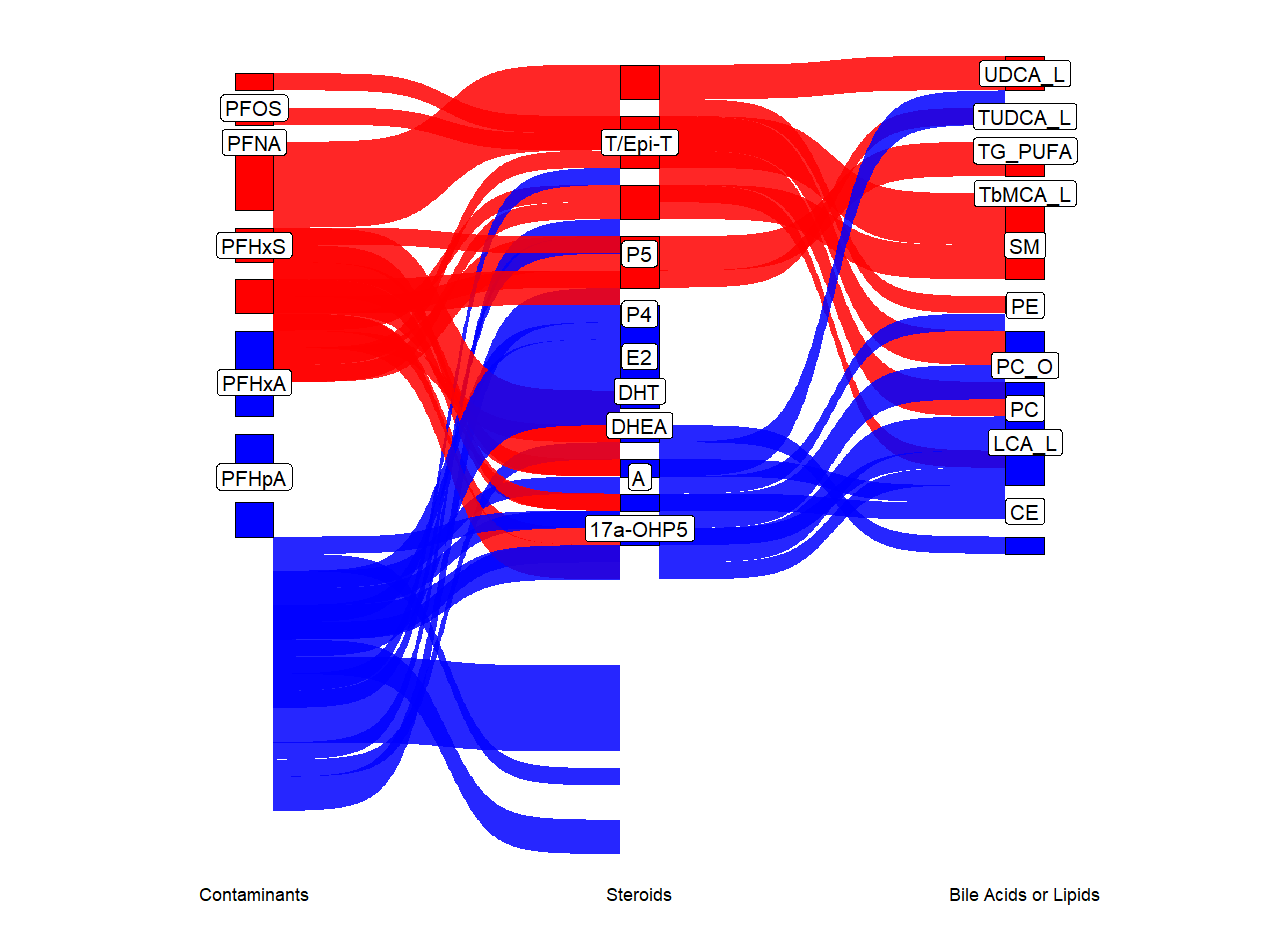 PFOS
PFNA
PFHxS
PFHxA
PFHpA
T/Epi-T
P5
P4
E2
DHT
DHEA
A
17a-OHP5
UDCA_L
TUDCA_L
TG_PUFA
TbMCA_L
SM
PE
PC_O
PC
LCA_L
CE
Contaminants
Steroids
Bile Acids or Lipids